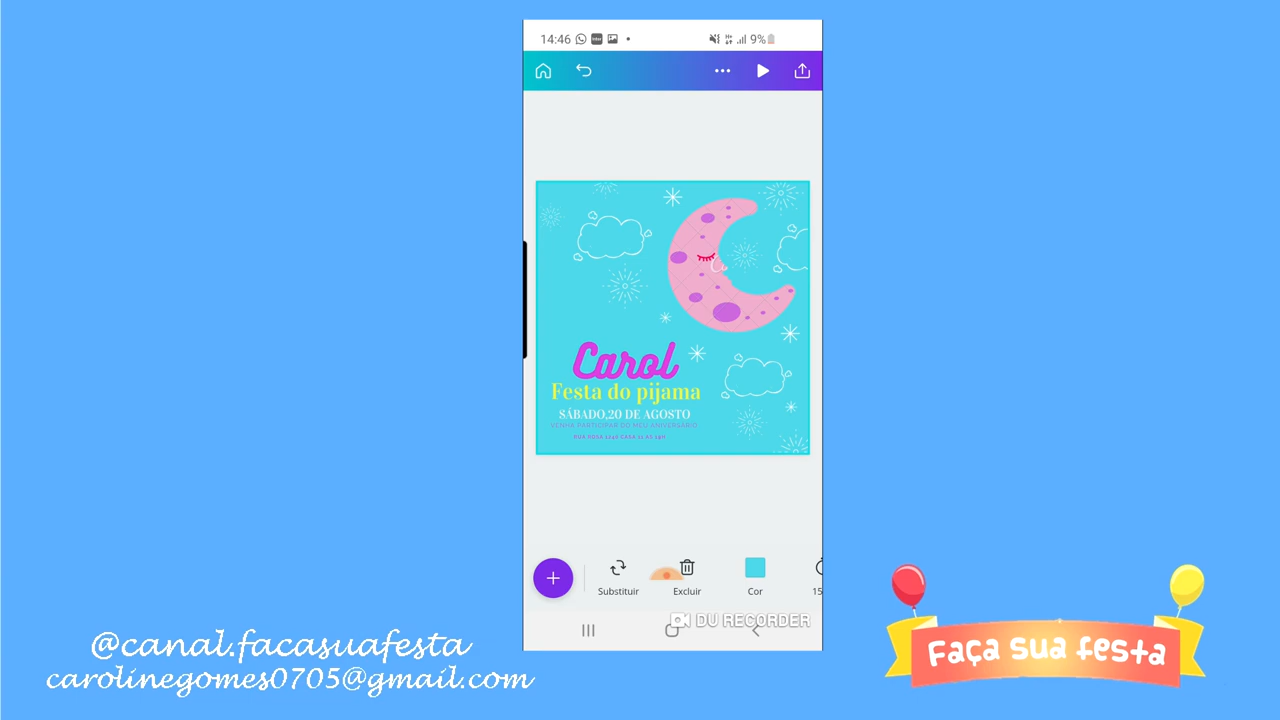 14:46
9%
Carol
Festa do pijama
SÁBADO,20 DE AGOSTO
VENHA PARTICIPAR DO MEU ANIVERSÁRIO
Substituir
Excluir
Cor
15
DU RECORDER
@canal.facasuafesta
carolinegomes0705@gmail.com
Faça sua festa